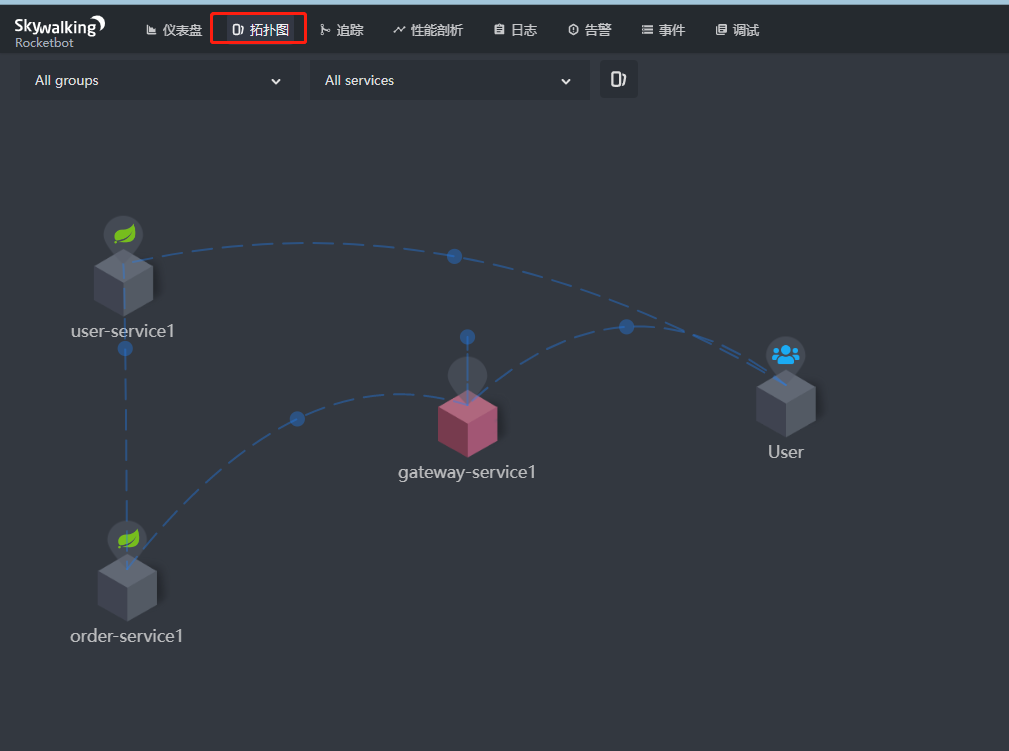 Skywalking
Rocketbot
仪表盘 拓扑图 追踪 性能剖析 日志 告警 事件 调试
All groups All services
user-service1
User
gateway-service1
order-service1